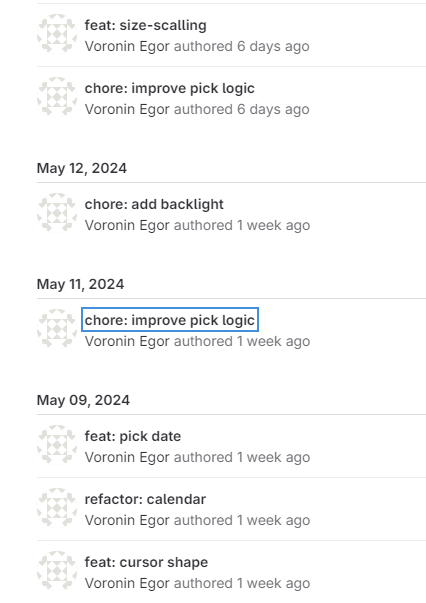 feat: size-scalling
Voronin Egor authored 6 days ago
chore: improve pick logic
Voronin Egor authored 6 days ago
May 12, 2024
chore: add backlight
Voronin Egor authored 1 week ago
May 11, 2024
chore: improve pick logic
Voronin Egor authored 1 week ago
May 09, 2024
feat: pick date
Voronin Egor authored 1 week ago
refactor: calendar
Voronin Egor authored 1 week ago
feat: cursor shape
Voronin Egor authored 1 week ago